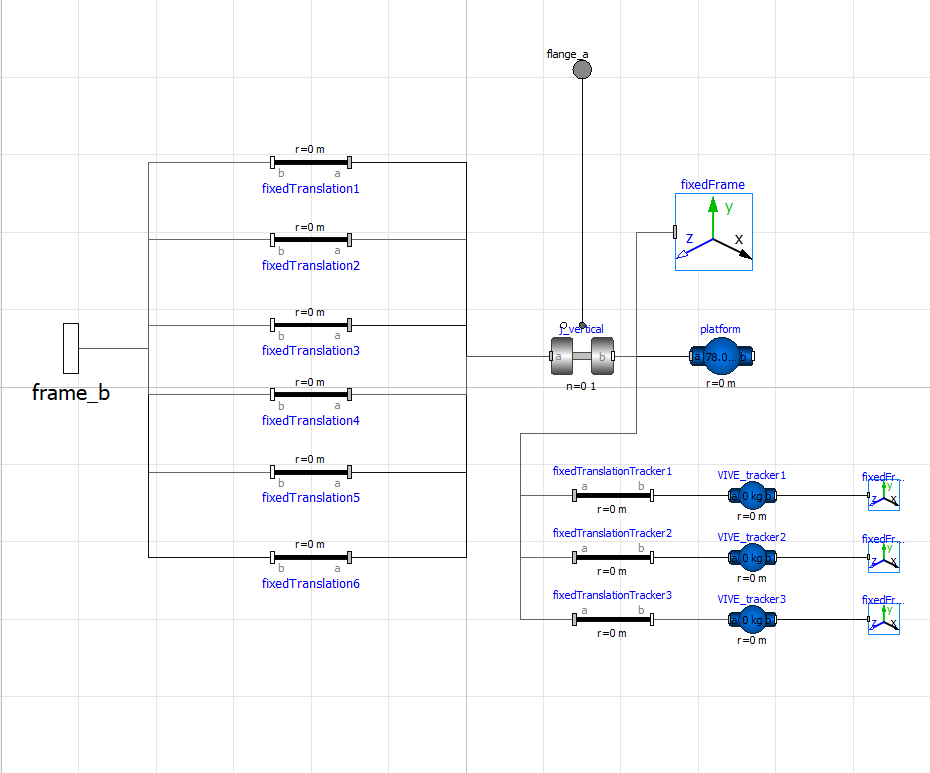 flange_a
r=0 m
b
a
fixedTranslation1
fixedFrame
y
z
x
r=0 m
b
a
fixedTranslation2
r=0 m
b
a
fixedTranslation3
j_vertical
a
b
n=0 1
platform
a
78.0...
b
r=0 m
frame_b
r=0 m
b
a
fixedTranslation4
r=0 m
b
a
fixedTranslation5
r=0 m
b
a
fixedTranslation6
fixedTranslationTracker1
a
b
r=0 m
VIVE_tracker1
a
0 kg
b
r=0 m
fixedFr...
y
z
x
fixedTranslationTracker2
a
b
r=0 m
VIVE_tracker2
a
0 kg
b
r=0 m
fixedFr...
y
z
x
fixedTranslationTracker3
a
b
r=0 m
VIVE_tracker3
a
0 kg
b
r=0 m
fixedFr...
y
z
x